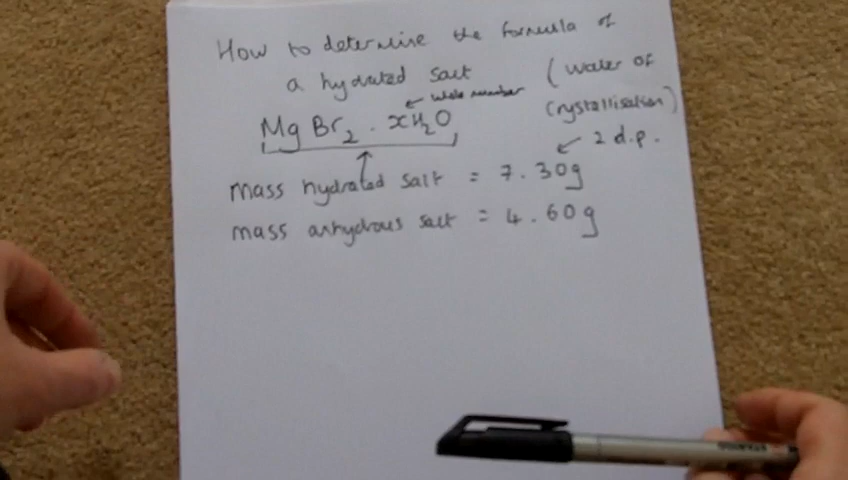 How to determine the formula of
a hydrated salt (water of
crystallisation)
← whole number
MgBr₂ . xH₂O
↙ 2 d.p.
mass hydrated salt = 7.30g
mass anhydrous salt = 4.60g